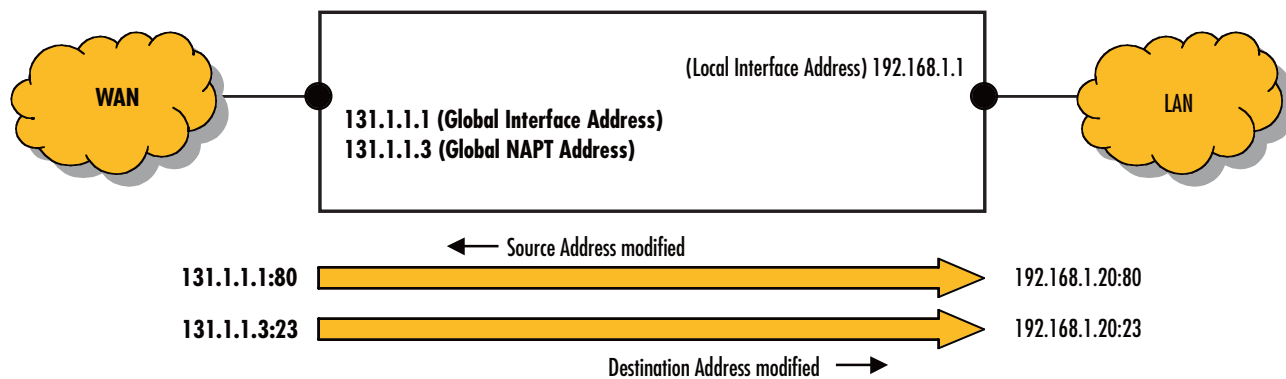 WAN
(Local Interface Address) 192.168.1.1
LAN
131.1.1.1 (Global Interface Address)
131.1.1.3 (Global NAPT Address)
Source Address modified
131.1.1.1:80
192.168.1.20:80
131.1.1.3:23
192.168.1.20:23
Destination Address modified